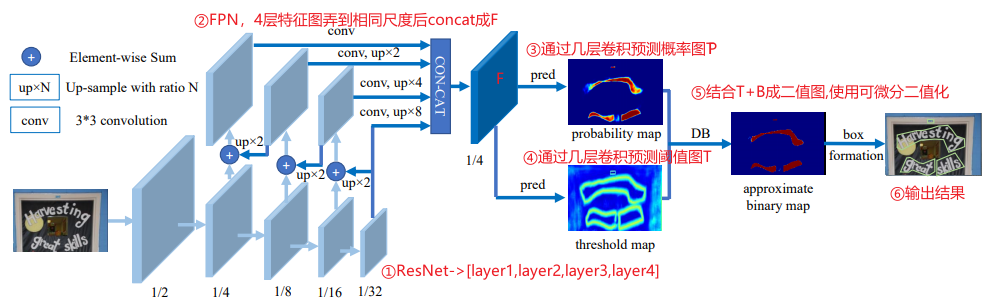 ②FPN，4层特征图弄到相同尺度后concat成F
conv
conv, up×2
conv, up×4
conv, up×8
CON-CAT
+
Element-wise Sum
up×N
Up-sample with ratio N
conv
3*3 convolution
up×2
up×2
up×2
+
+
+
F
1/4
③通过几层卷积预测概率图P
pred
probability map
④通过几层卷积预测阈值图T
pred
threshold map
⑤结合T+B成二值图,使用可微分二值化
DB
approximate
binary map
box
formation
Harvesting
great skills
⑥输出结果
Harvesting
great skills
①ResNet->[layer1,layer2,layer3,layer4]
1/2
1/4
1/8
1/16
1/32